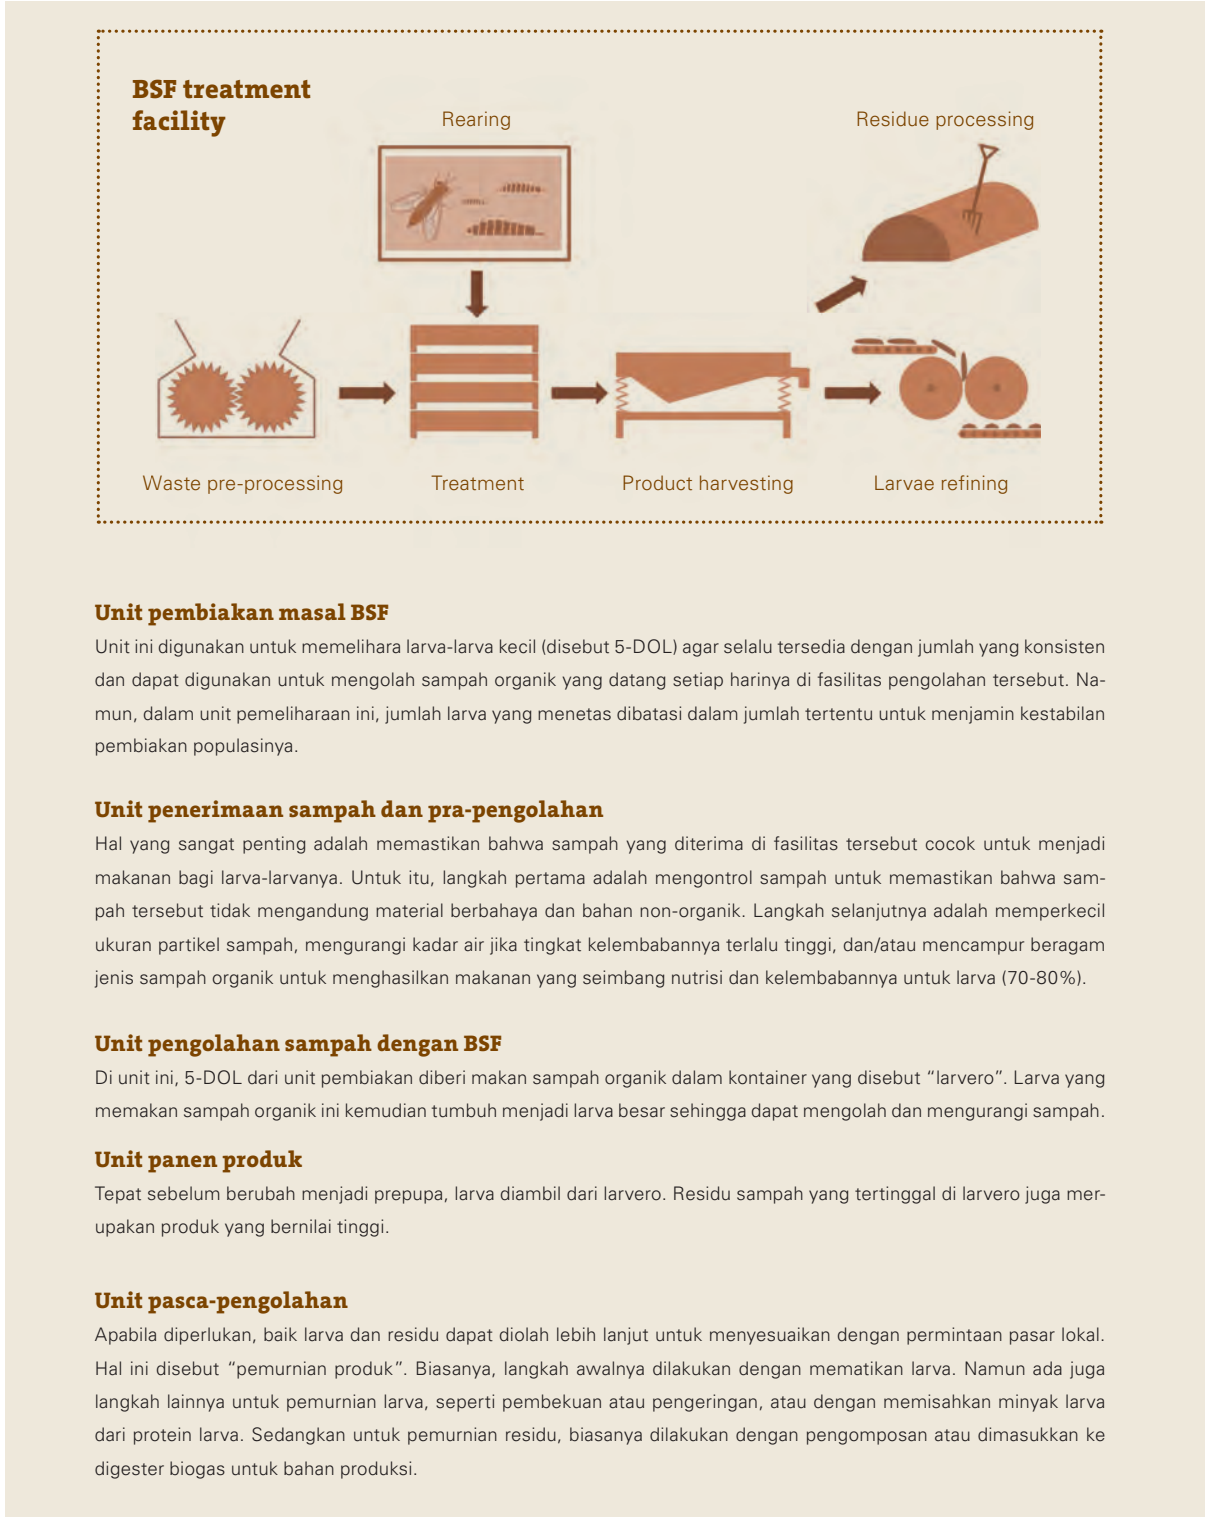 BSF treatment
facility
Rearing
Residue processing
Waste pre-processing
Treatment
Product harvesting
Larvae refining
Unit pembiakan masal BSF
Unit ini digunakan untuk memelihara larva-larva kecil (disebut 5-DOL) agar selalu tersedia dengan jumlah yang konsisten
dan dapat digunakan untuk mengolah sampah organik yang datang setiap harinya di fasilitas pengolahan tersebut. Na-
mun, dalam unit pemeliharaan ini, jumlah larva yang menetas dibatasi dalam jumlah tertentu untuk menjamin kestabilan
pembiakan populasinya.
Unit penerimaan sampah dan pra-pengolahan
Hal yang sangat penting adalah memastikan bahwa sampah yang diterima di fasilitas tersebut cocok untuk menjadi
makanan bagi larva-larvanya. Untuk itu, langkah pertama adalah mengontrol sampah untuk memastikan bahwa sam-
pah tersebut tidak mengandung material berbahaya dan bahan non-organik. Langkah selanjutnya adalah memperkecil
ukuran partikel sampah, mengurangi kadar air jika tingkat kelembabannya terlalu tinggi, dan/atau mencampur beragam
jenis sampah organik untuk menghasilkan makanan yang seimbang nutrisi dan kelembabannya untuk larva (70-80%).
Unit pengolahan sampah dengan BSF
Di unit ini, 5-DOL dari unit pembiakan diberi makan sampah organik dalam kontainer yang disebut “larvero”. Larva yang
memakan sampah organik ini kemudian tumbuh menjadi larva besar sehingga dapat mengolah dan mengurangi sampah.
Unit panen produk
Tepat sebelum berubah menjadi prepupa, larva diambil dari larvero. Residu sampah yang tertinggal di larvero juga mer-
upakan produk yang bernilai tinggi.
Unit pasca-pengolahan
Apabila diperlukan, baik larva dan residu dapat diolah lebih lanjut untuk menyesuaikan dengan permintaan pasar lokal.
Hal ini disebut “pemurnian produk”. Biasanya, langkah awalnya dilakukan dengan mematikan larva. Namun ada juga
langkah lainnya untuk pemurnian larva, seperti pembekuan atau pengeringan, atau dengan memisahkan minyak larva
dari protein larva. Sedangkan untuk pemurnian residu, biasanya dilakukan dengan pengomposan atau dimasukkan ke
digester biogas untuk bahan produksi.